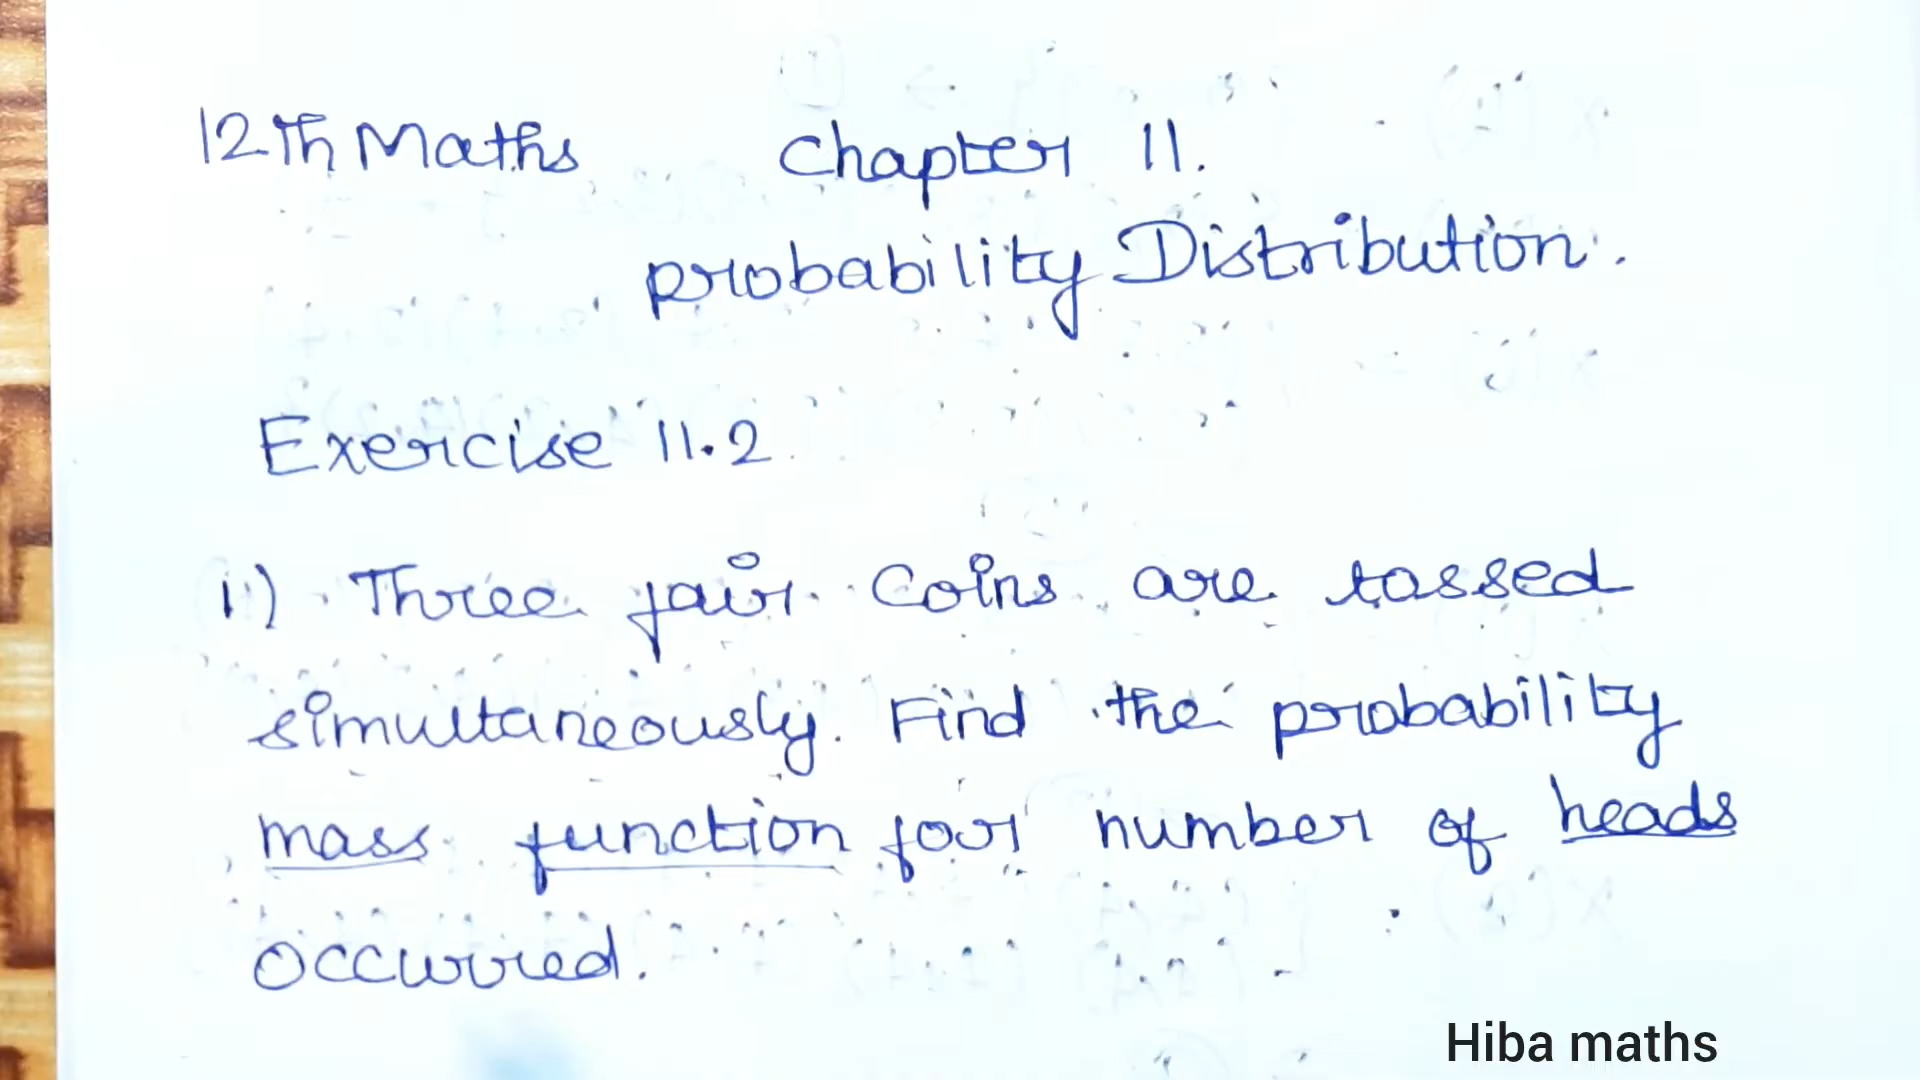 12th Maths Chapter 11.
probability Distribution.
Exercise 11.2
1) Three fair Coins are tossed
simultaneously. Find the probability
mass function for number of heads
occurred.
Hiba maths